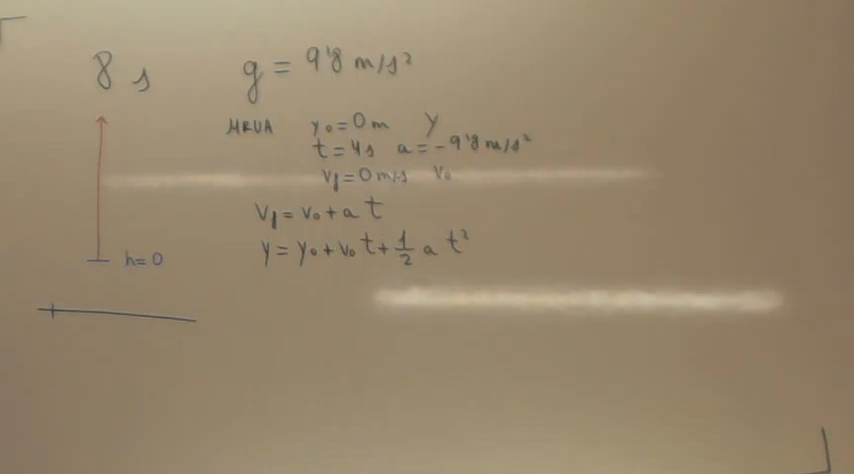 8 s g = 9'8 m/s²
MRUA y₀ = 0 m y
t = 4 s a = -9'8 m/s²
v_f = 0 m/s v₀
v_f = v₀ + a t
y = y₀ + v₀ t + 1/2 a t²
h = 0